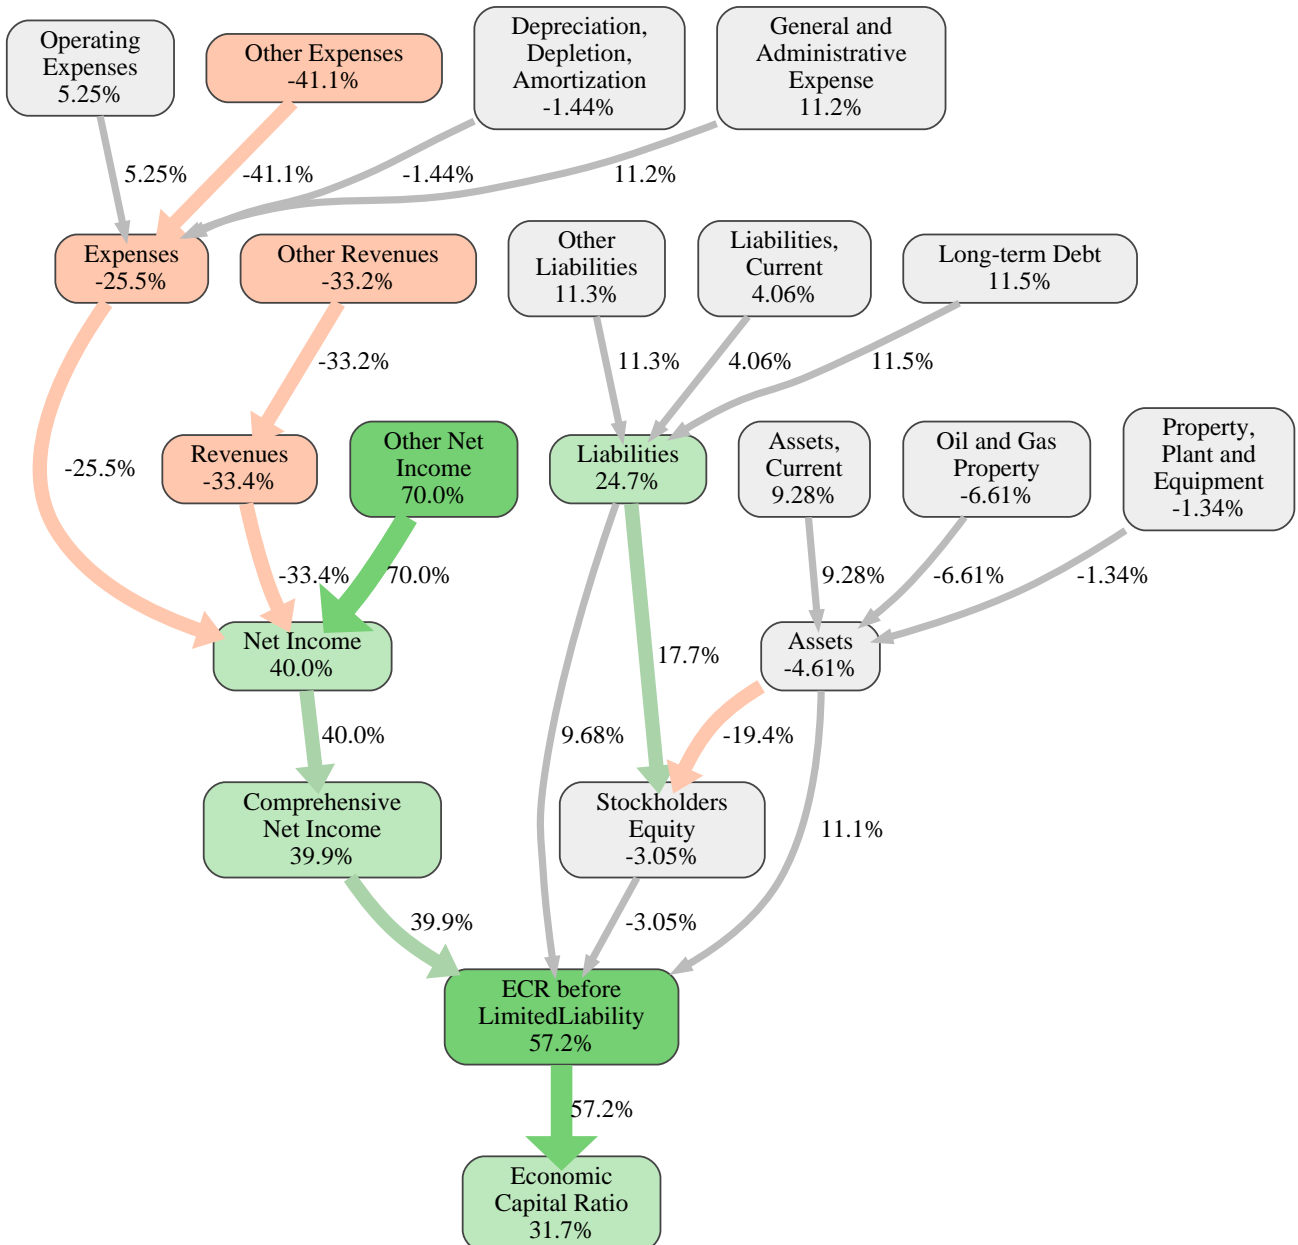 Operating
Expenses
5.25%
Other Expenses
-41.1%
Depreciation,
Depletion,
Amortization
-1.44%
General and
Administrative
Expense
11.2%
5.25%
-41.1%
-1.44%
11.2%
Expenses
-25.5%
Other Revenues
-33.2%
Other
Liabilities
11.3%
Liabilities,
Current
4.06%
Long-term Debt
11.5%
-33.2%
11.3%
4.06%
11.5%
-25.5%
Revenues
-33.4%
Other Net
Income
70.0%
Liabilities
24.7%
Assets,
Current
9.28%
Oil and Gas
Property
-6.61%
Property,
Plant and
Equipment
-1.34%
-33.4%
70.0%
9.28%
-6.61%
-1.34%
Net Income
40.0%
17.7%
Assets
-4.61%
40.0%
9.68%
-19.4%
Comprehensive
Net Income
39.9%
Stockholders
Equity
-3.05%
11.1%
39.9%
-3.05%
ECR before
LimitedLiability
57.2%
57.2%
Economic
Capital Ratio
31.7%